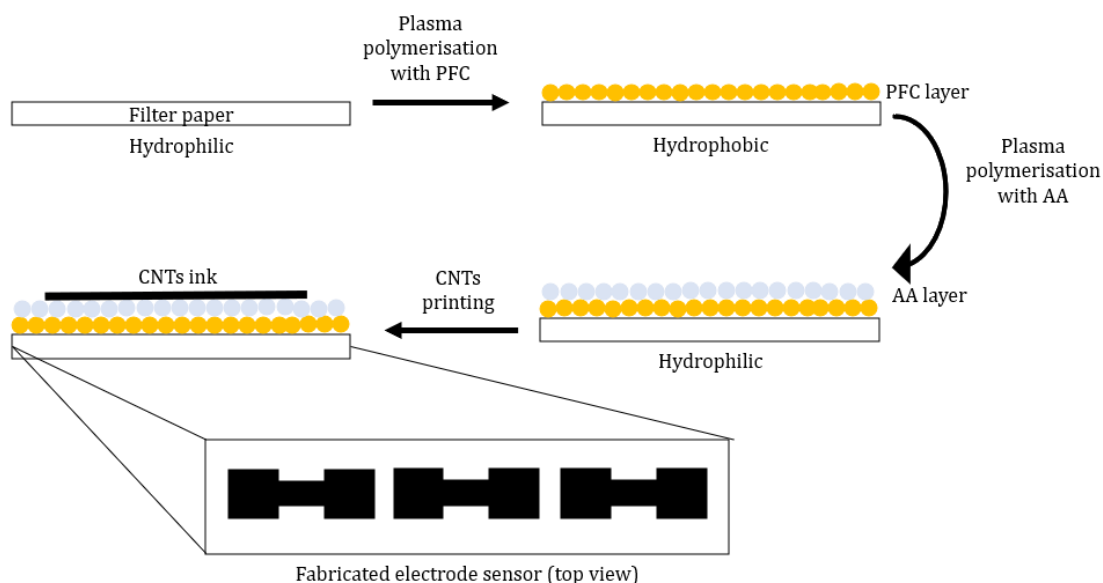 Plasma
polymerisation
with PFC
Filter paper
Hydrophilic
PFC layer
Hydrophobic
Plasma
polymerisation
with AA
CNTs ink
CNTs
printing
AA layer
Hydrophilic
Fabricated electrode sensor (top view)